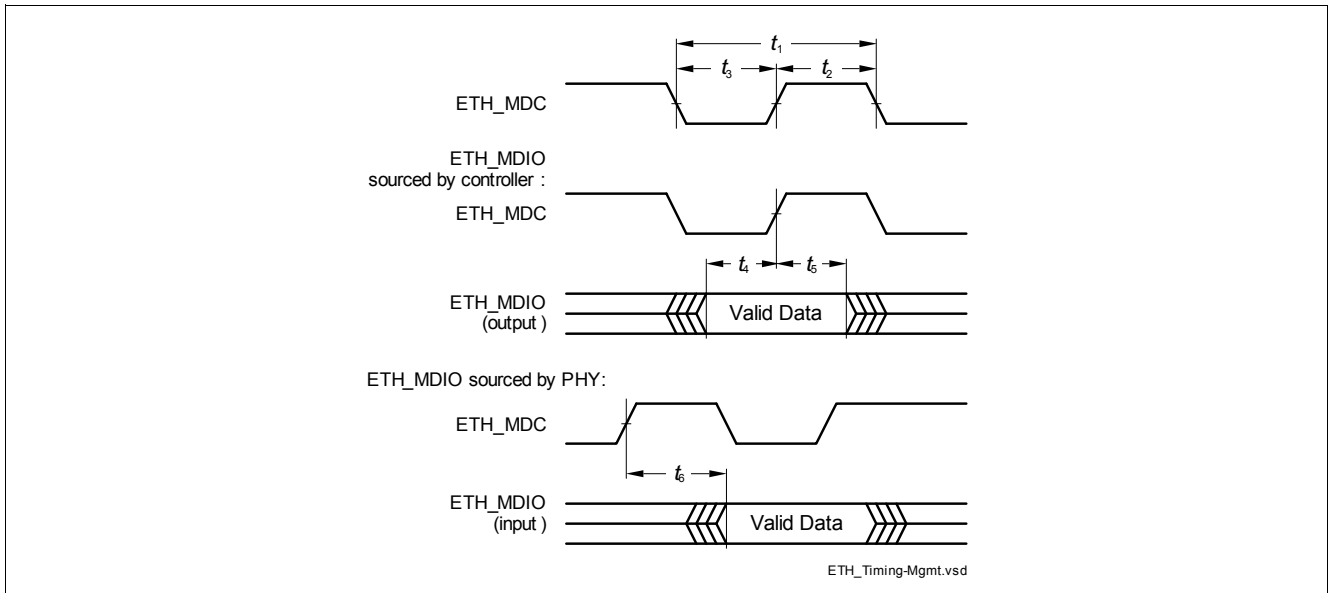 t1
t3
t2
ETH_MDC
ETH_MDIO
sourced by controller :
ETH_MDC
t4
t5
ETH_MDIO
(output )
Valid Data
ETH_MDIO sourced by PHY:
ETH_MDC
t6
ETH_MDIO
(input )
Valid Data
ETH_Timing-Mgmt.vsd